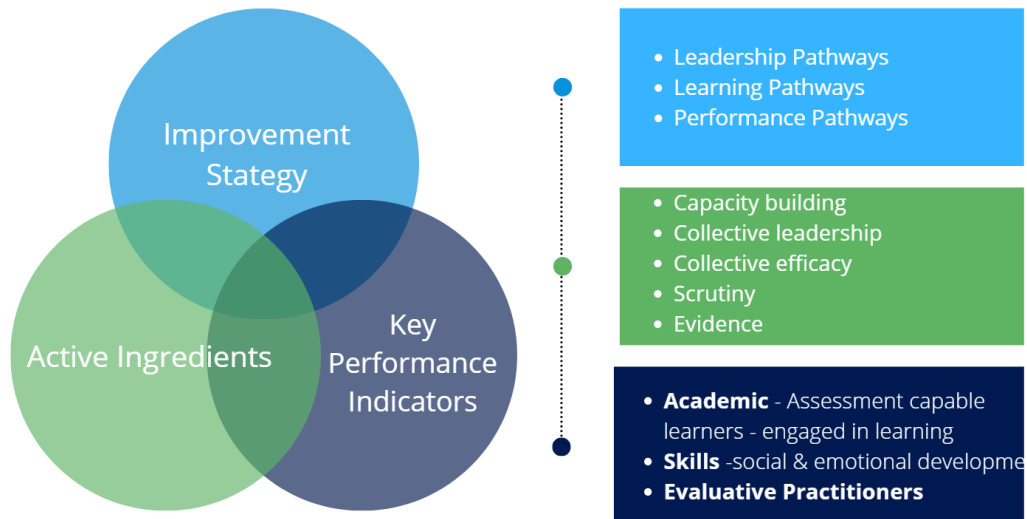 Improvement
Stategy
Active Ingredients
Key
Performance
Indicators
• Leadership Pathways
• Learning Pathways
• Performance Pathways
• Capacity building
• Collective leadership
• Collective efficacy
• Scrutiny
• Evidence
• Academic - Assessment capable
learners - engaged in learning
• Skills -social & emotional developme
• Evaluative Practitioners